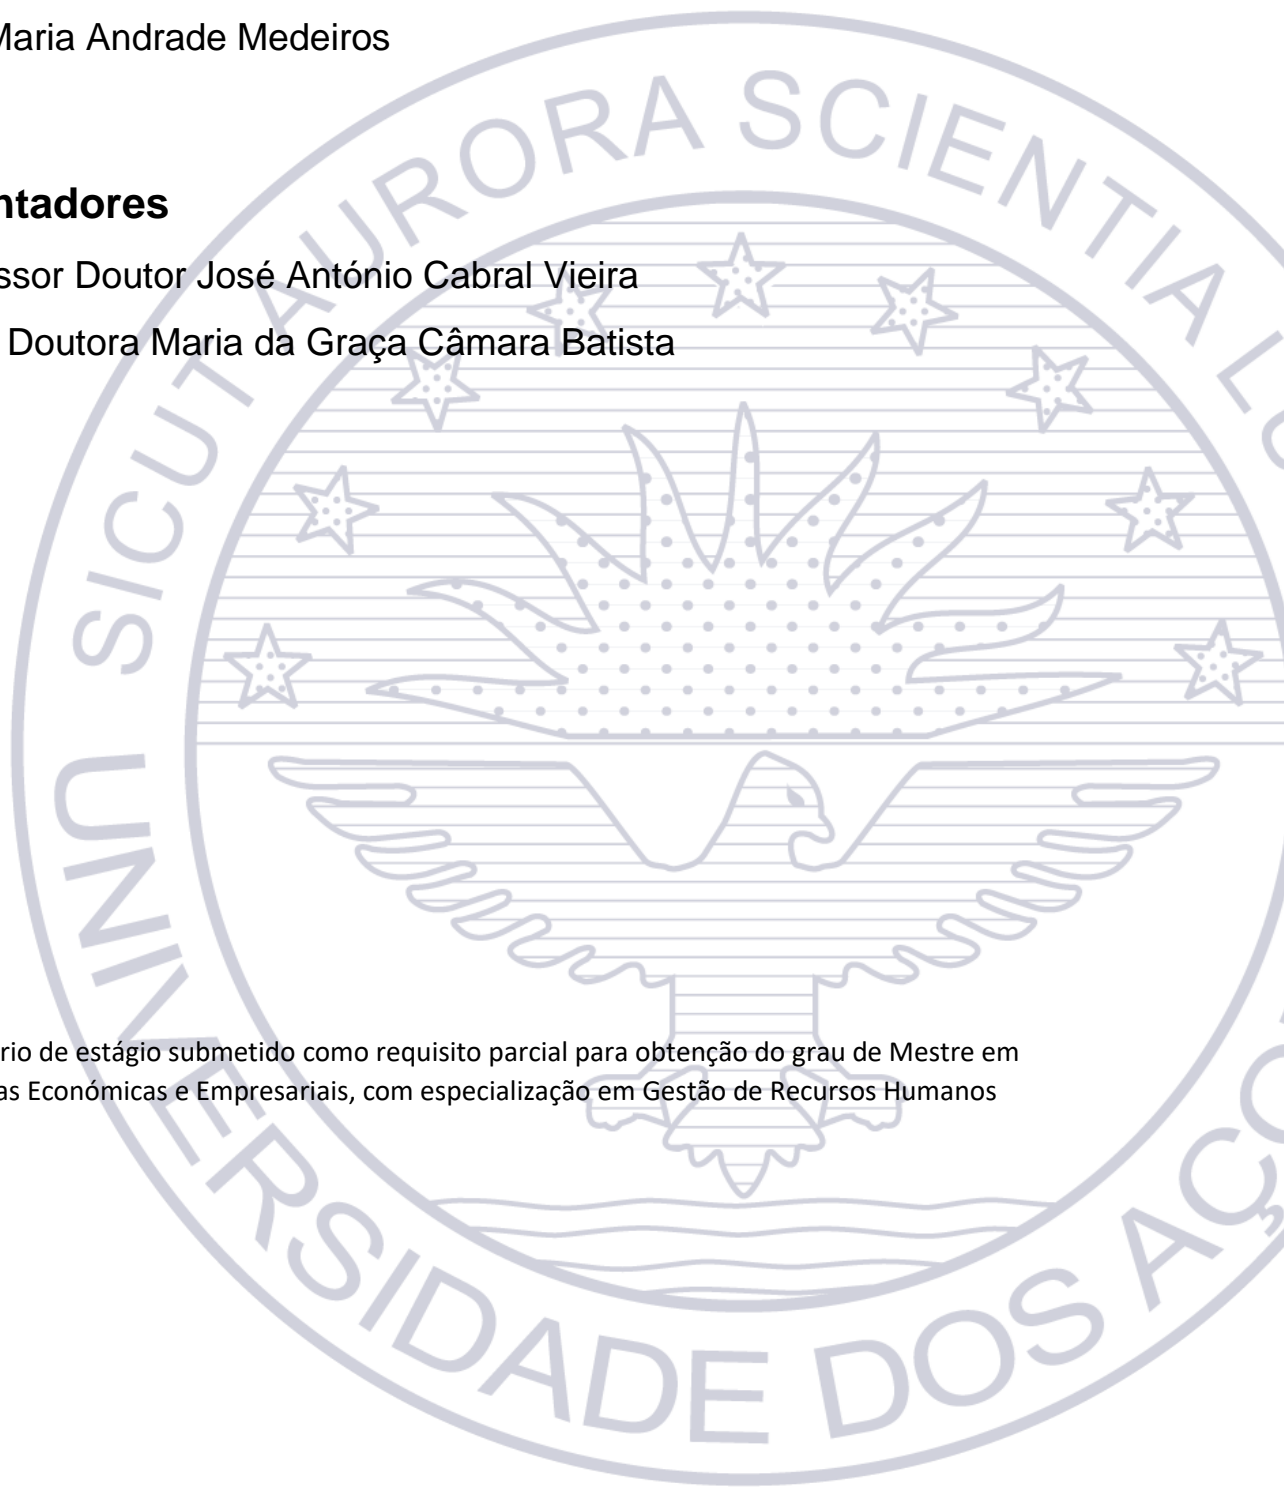 Maria Andrade Medeiros
ntadores
ssor Doutor José António Cabral Vieira
Doutora Maria da Graça Câmara Batista
rio de estágio submetido como requisito parcial para obtenção do grau de Mestre em
as Económicas e Empresariais, com especialização em Gestão de Recursos Humanos
SICUT AURORA SCIENTIA LU
UNIVERSIDADE DOS AÇO